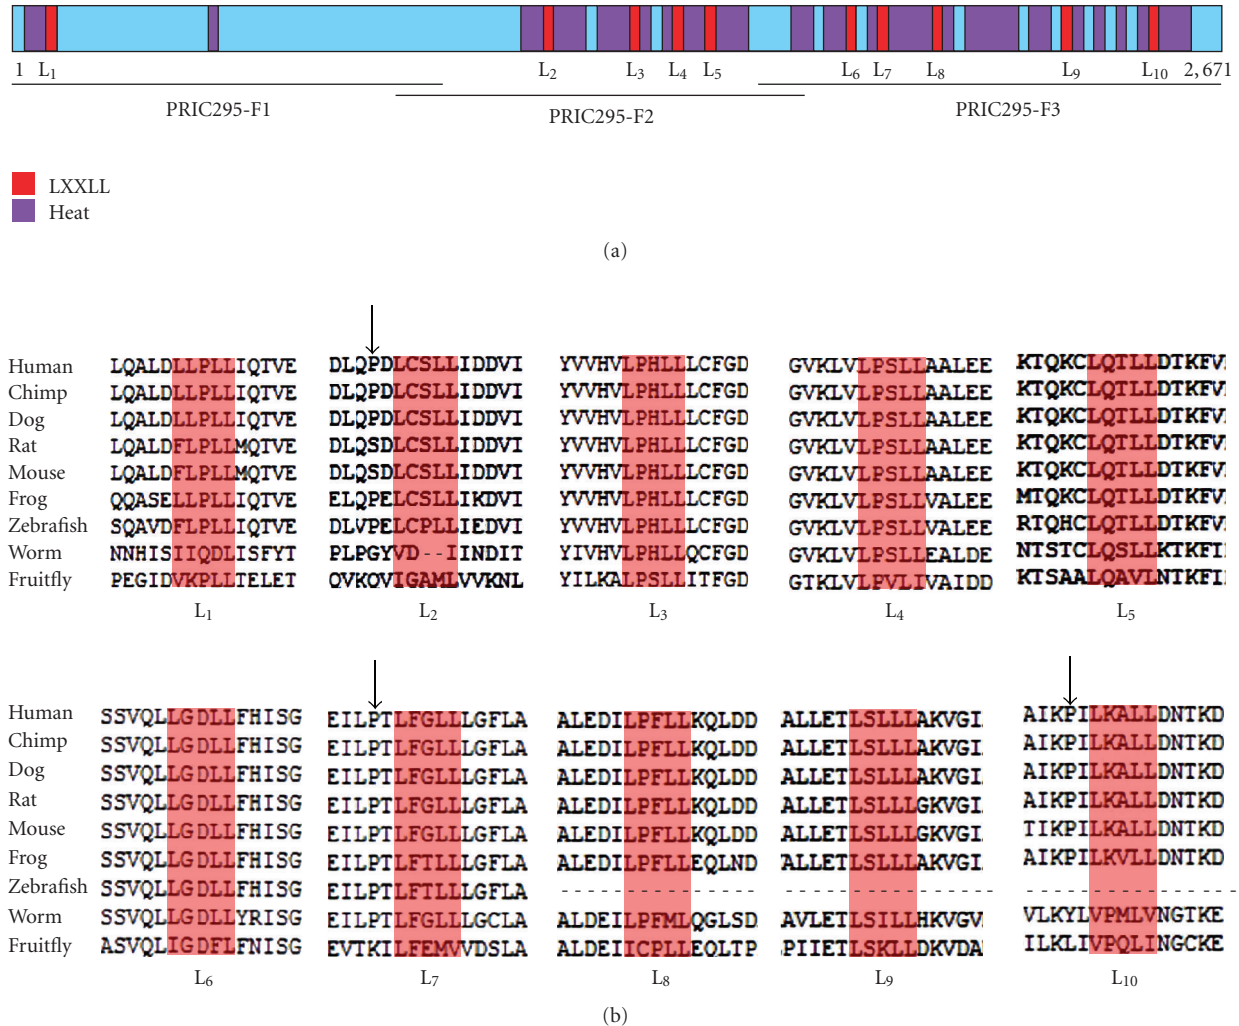 1 L1 L2 L3 L4 L5 L6 L7 L8 L9 L10 2,671
PRIC295-F1 PRIC295-F2 PRIC295-F3
LXXLL
Heat
(a)
Human LQALDLLPLLIQTVE DLQPDLCSLLIDDVI YVVHVLPHLLLCFGD GVKLVLPSLLAALEE KTQKCLQTLLDTKFV
Chimp LQALDLLPLLIQTVE DLQPDLCSLLIDDVI YVVHVLPHLLLCFGD GVKLVLPSLLAALEE KTQKCLQTLLDTKFV
Dog LQALDLLPLLIQTVE DLQPDLCSLLIDDVI YVVHVLPHLLLCFGD GVKLVLPSLLAALEE KTQKCLQTLLDTKFV
Rat LQALDFLPLLMQTVE DLQSDLCSLLIDDVI YVVHVLPHLLLCFGD GVKLVLPSLLAALEE KTQKCLQTLLDTKFV
Mouse LQALDFLPLLMQTVE DLQSDLCSLLIDDVI YVVHVLPHLLLCFGD GVKLVLPSLLAALEE KTQKCLQTLLDTKFV
Frog QQASELLPLLIQTVE ELQPELCSLLIKDVI YVVHVLPHLLLCFGD GVKLVLPSLLVALEE MTQKCLQTLLDTKFV
Zebrafish SQAVDFLPLLIQTVE DLVPELCPLLIEDVI YVVHVLPHLLLCFGD GVKLVLPSLLVALEE RTQHCLQTLLDTKFV
Worm NNHISIIQDLISFYT PLPGYVD--IINDIT YIVHVLPHLLQCFGD GVKLVLPSLLEALDE NTSTCLQSLLKTKFI
Fruitfly PEGIDVKPLLTELET QVKQVIGAMLVVKNL YILKALPSLLITFGD GTKLVLPVLIVAIDD KTSAALQAVLNTKFI
L1 L2 L3 L4 L5
Human SSVQLLGDLLFHISG EILPTLFGLLLGFLA ALEDILPFLLKQLDD ALLETLSLLLAKVGI AIKPILKALLDNTKD
Chimp SSVQLLGDLLFHISG EILPTLFGLLLGFLA ALEDILPFLLKQLDD ALLETLSLLLAKVGI AIKPILKALLDNTKD
Dog SSVQLLGDLLFHISG EILPTLFGLLLGFLA ALEDILPFLLKQLDD ALLETLSLLLAKVGI AIKPILKALLDNTKD
Rat SSVQLLGDLLFHISG EILPTLFGLLLGFLA ALEDILPFLLKQLDD ALLETLSLLLGKVGI AIKPILKALLDNTKD
Mouse SSVQLLGDLLFHISG EILPTLFGLLLGFLA ALEDILPFLLKQLDD ALLETLSLLLGKVGI TIKPILKALLDNTKD
Frog SSVQLLGDLLFHISG EILPTLFTLLLGFLA ALEDILPFLLEQLND ALLETLSLLLAKVGI AIKPILKVLLDNTKD
Zebrafish SSVQLLGDLLFHISG EILPTLFTLLLGFLA --------------- --------------- ---------------
Worm SSVQLLGDLLYRISG EILPTLFGLLLGCLA ALDEILPFMLQGLSD AVLETLSILLHKVGV VLKYLVPMLVNGTKE
Fruitfly ASVQLIGDFLFNISG EVTKILFEMVVDSLA ALDEIICPLLEQLTP PIIETLSKLLDKVDA ILKLIVPQLINGCKE
L6 L7 L8 L9 L10
(b)